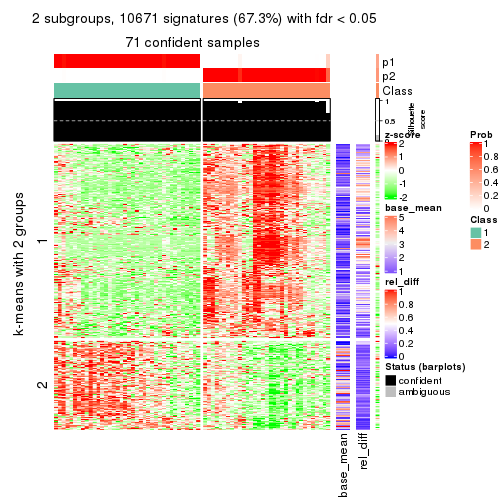 2 subgroups, 10671 signatures (67.3%) with fdr < 0.05
71 confident samples
p1
p2
Class
1
0.5
0
Silhouette
score
k-means with 2 groups
1
2
base_mean
rel_diff
z-score
2
1
0
-1
-2
base_mean
5
4
3
2
1
rel_diff
1
0.8
0.6
0.4
0.2
0
Status (barplots)
confident
ambiguous
Prob
1
0.8
0.6
0.4
0.2
0
Class
1
2